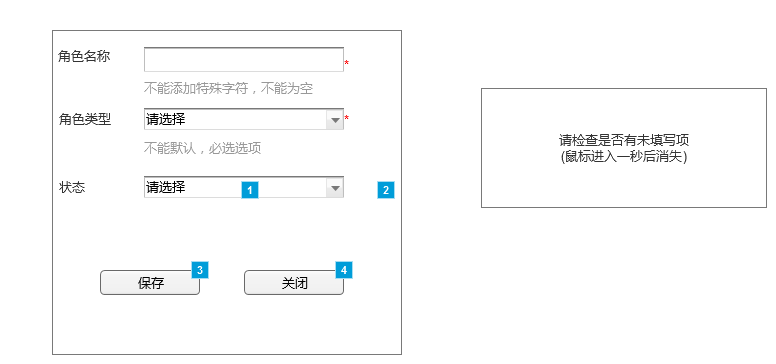 角色名称
*
不能添加特殊字符，不能为空
角色类型
请选择
*
不能默认，必选选项
状态
请选择
1
2
3
4
保存
关闭
请检查是否有未填写项
(鼠标进入一秒后消失)